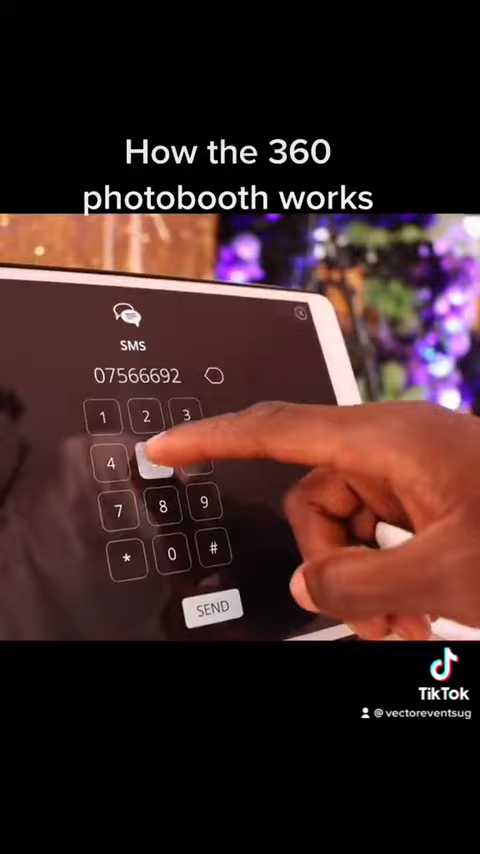 How the 360
photobooth works
SMS
07566692
1 2 3
4
7 8 9
* 0 #
SEND
TikTok
@vectoreventsug